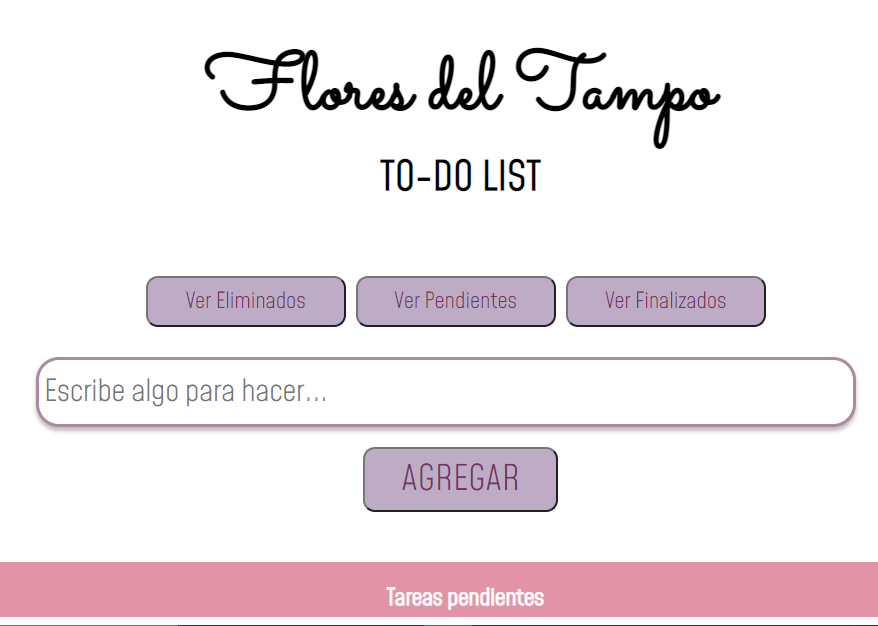 Flores del Tampo
TO-DO LIST
Ver Eliminados Ver Pendientes Ver Finalizados
Escribe algo para hacer...
AGREGAR
Tareas pendientes